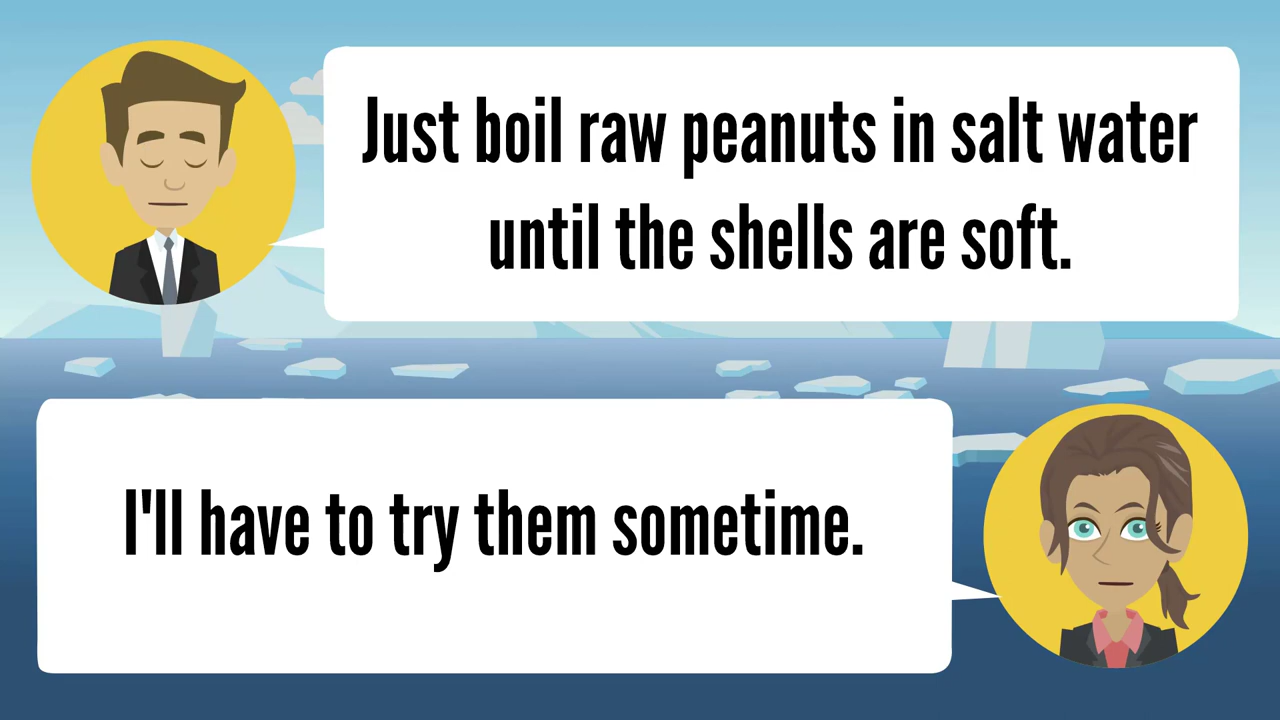 Just boil raw peanuts in salt water
until the shells are soft.
I'll have to try them sometime.